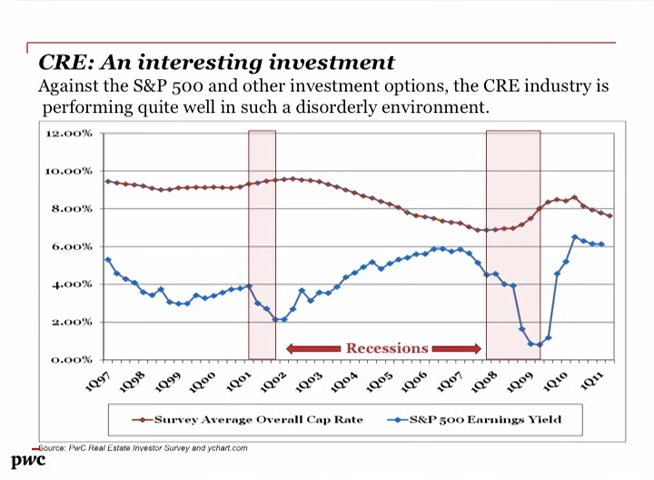 CRE: An interesting investment
Against the S&P 500 and other investment options, the CRE industry is
performing quite well in such a disorderly environment.
12.00%
10.00%
8.00%
6.00%
4.00%
2.00%
0.00%
Recessions
1Q97 1Q98 1Q99 1Q00 1Q01 1Q02 1Q03 1Q04 1Q05 1Q06 1Q07 1Q08 1Q09 1Q10 1Q11
Survey Average Overall Cap Rate S&P 500 Earnings Yield
Source: PwC Real Estate Investor Survey and ychart.com
pwc